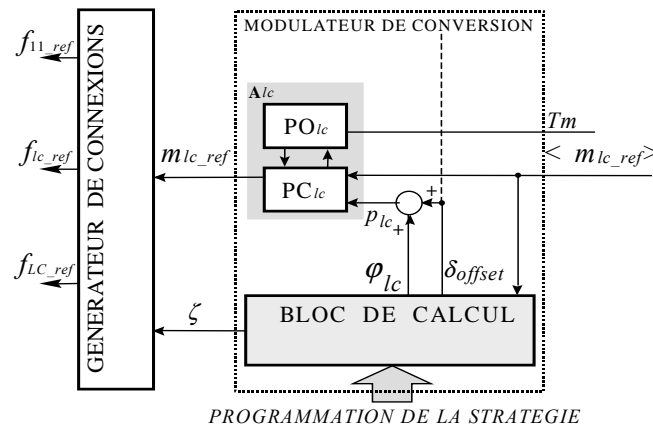 MODULATEUR DE CONVERSION
f11_ref
flc_ref
fLC_ref
GENERATEUR DE CONNEXIONS
Alc
POlc
PClc
Tm
mlc_ref
< mlc_ref>
plc
+
+
φlc
δoffset
ζ
BLOC DE CALCUL
PROGRAMMATION DE LA STRATEGIE